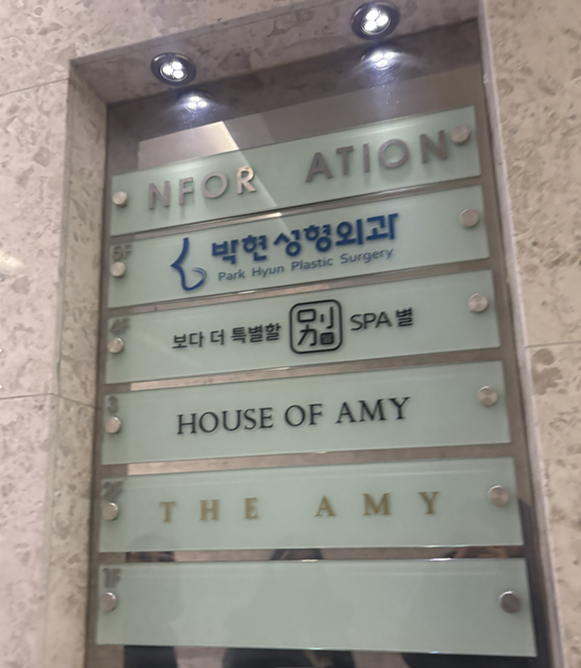 NFOR ATION
5F
박현성형외과
Park Hyun Plastic Surgery
4F
보다 더 특별할 別 SPA 별
3
HOUSE OF AMY
2F
THE AMY
1F